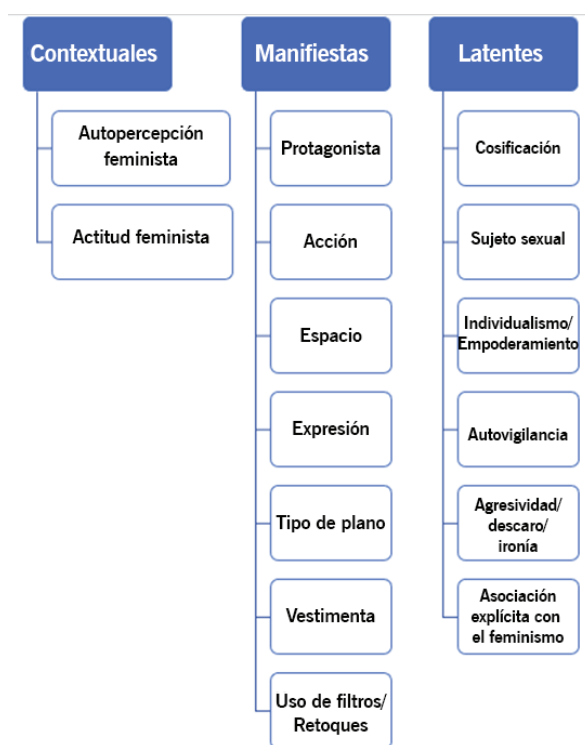 Contextuales
Autopercepción
feminista
Actitud feminista
Manifiestas
Protagonista
Acción
Espacio
Expresión
Tipo de plano
Vestimenta
Uso de filtros/
Retoques
Latentes
Cosificación
Sujeto sexual
Individualismo/
Empoderamiento
Autovigilancia
Agresividad/
descaro/
ironía
Asociación
explícita con
el feminismo